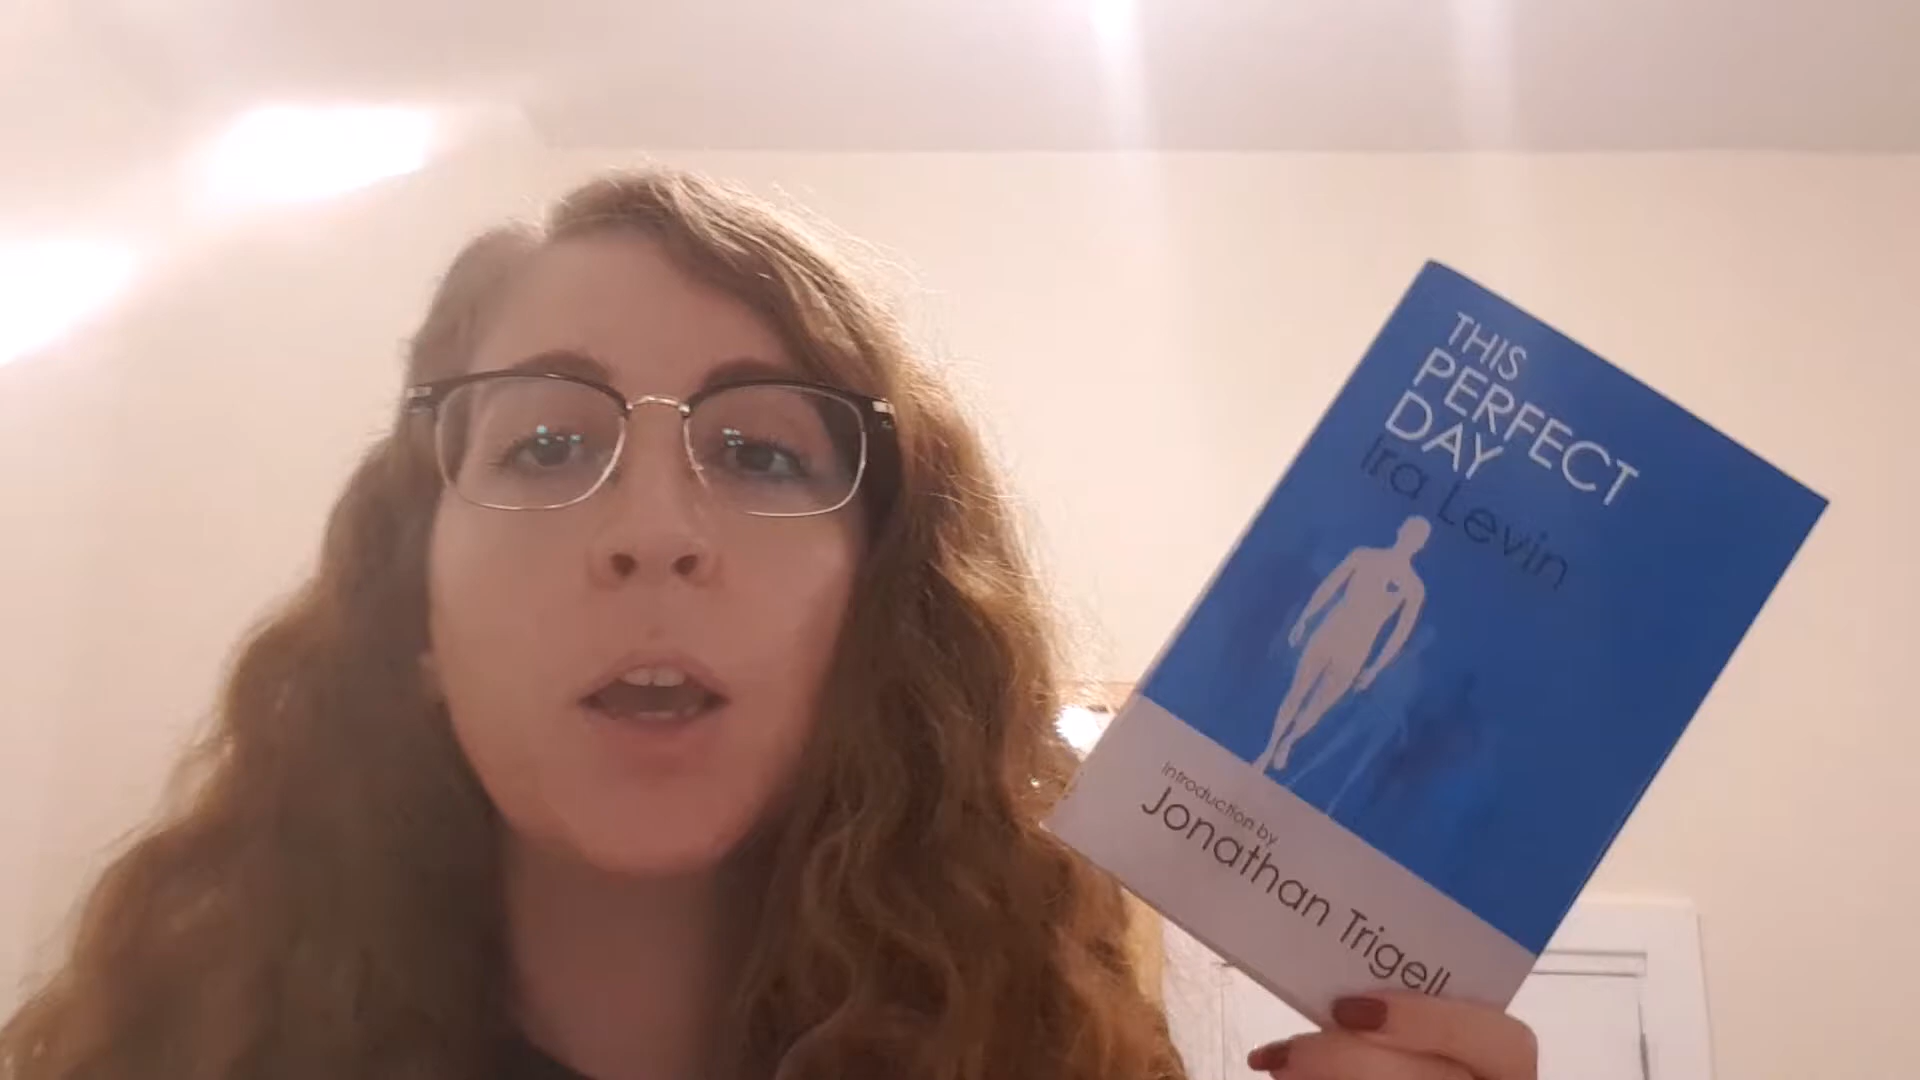 THIS
PERFECT
DAY
Ira Levin
Introduction by
Jonathan Trigell